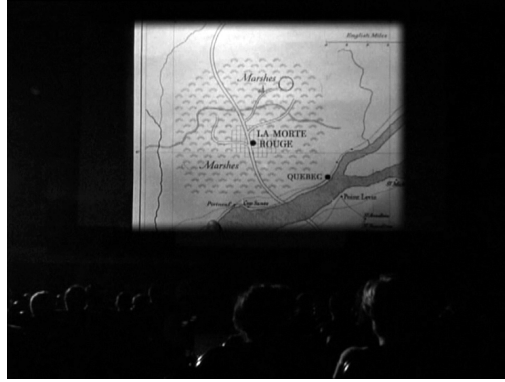 English Miles
Marshes
LA MORTE
ROUGE
Marshes
QUEBEC
Point Levis